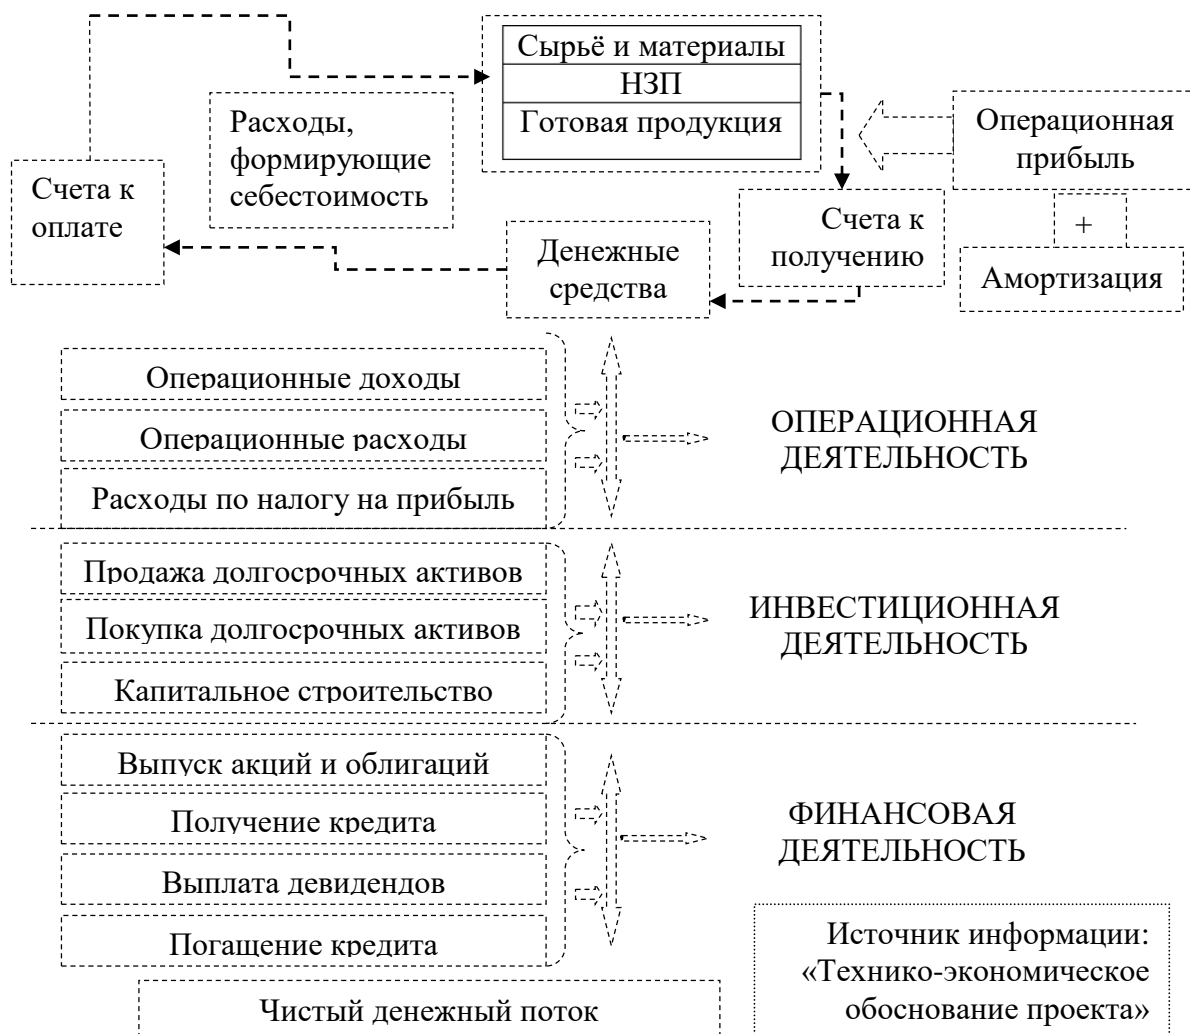 Сырьё и материалы
НЗП
Готовая продукция
Расходы,
формирующие
себестоимость
Операционная
прибыль
+
Амортизация
Счета к
оплате
Счета к
получению
Денежные
средства
Операционные доходы
Операционные расходы
Расходы по налогу на прибыль
ОПЕРАЦИОННАЯ
ДЕЯТЕЛЬНОСТЬ
Продажа долгосрочных активов
Покупка долгосрочных активов
Капитальное строительство
ИНВЕСТИЦИОННАЯ
ДЕЯТЕЛЬНОСТЬ
Выпуск акций и облигаций
Получение кредита
Выплата девидендов
Погащение кредита
ФИНАНСОВАЯ
ДЕЯТЕЛЬНОСТЬ
Источник информации:
«Технико-экономическое
обоснование проекта»
Чистый денежный поток